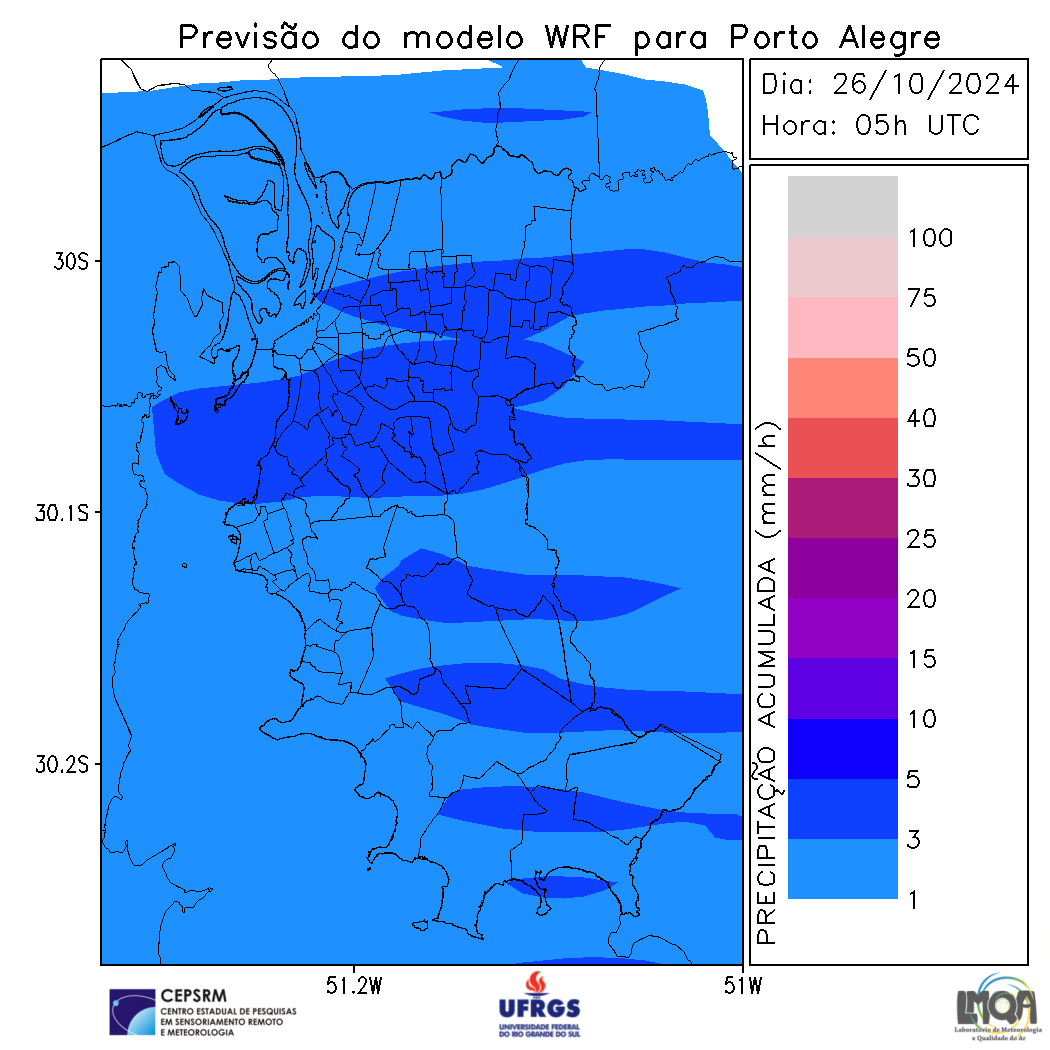 Previsão do modelo WRF para Porto Alegre
Dia: 26/10/2024
Hora: 05h UTC
30S
30.1S
30.2S
51.2W
51W
PRECIPITAÇÃO ACUMULADA (mm/h)
100
75
50
40
30
25
20
15
10
5
3
1
CEPSRM
CENTRO ESTADUAL DE PESQUISAS
EM SENSORIAMENTO REMOTO
E METEOROLOGIA
UFRGS
UNIVERSIDADE FEDERAL
DO RIO GRANDE DO SUL
LMQA
Laboratório de Meteorologia
e Qualidade do Ar